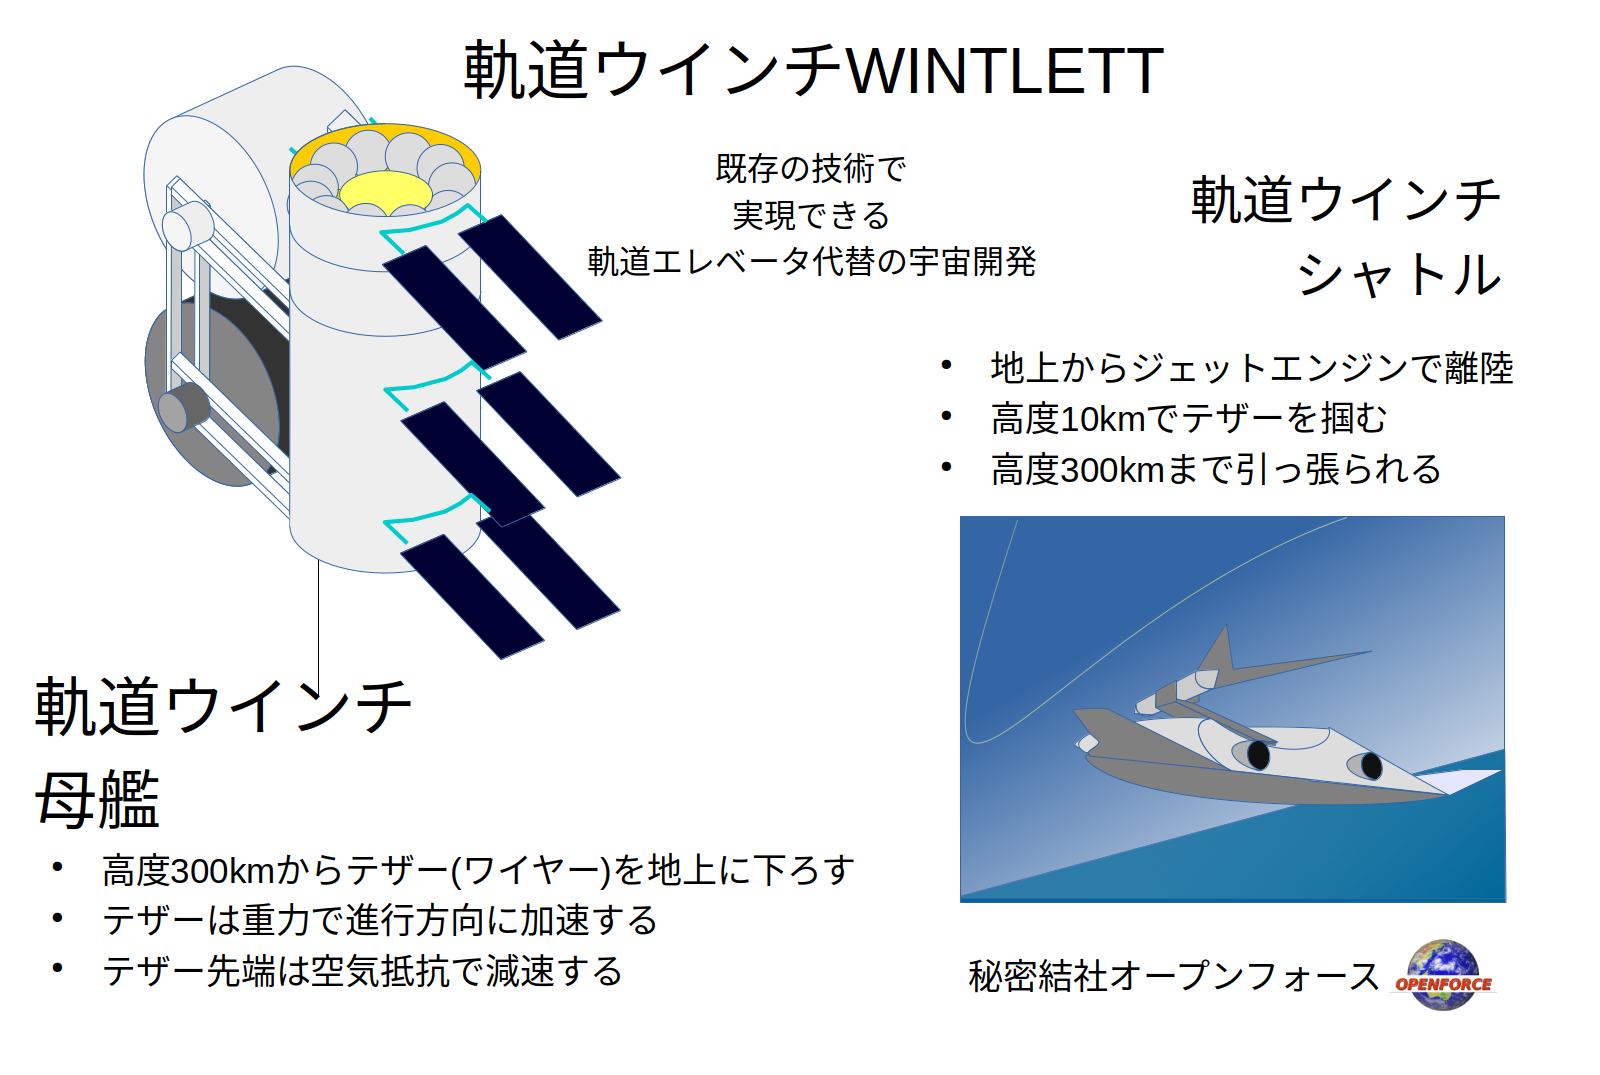 軌道ウインチWINTLETT
既存の技術で
実現できる
軌道エレベータ代替の宇宙開発
軌道ウインチ
シャトル
• 地上からジェットエンジンで離陸
• 高度10kmでテザーを掴む
• 高度300kmまで引っ張られる
軌道ウインチ
母艦
• 高度300kmからテザー(ワイヤー)を地上に下ろす
• テザーは重力で進行方向に加速する
• テザー先端は空気抵抗で減速する
秘密結社オープンフォース
OPENFORCE